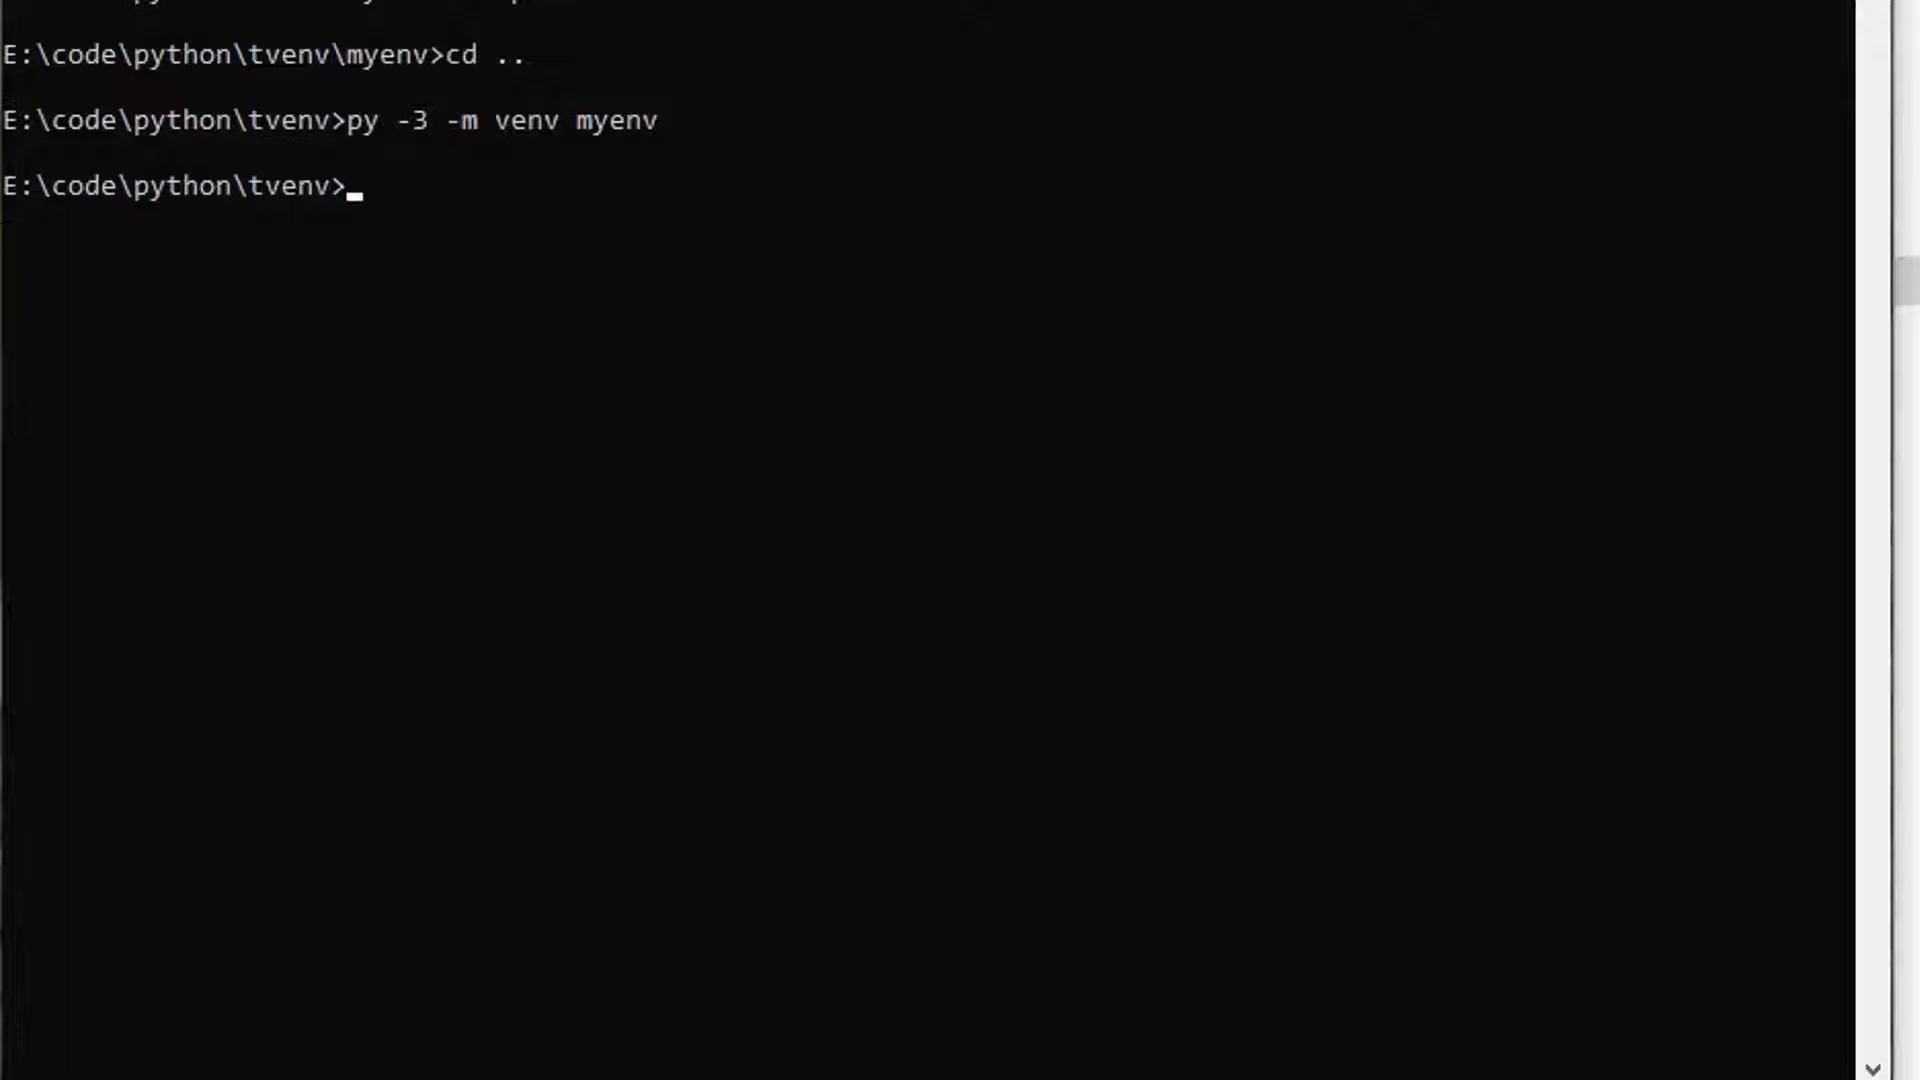 E:\code\python\tvenv\myenv>cd ..
E:\code\python\tvenv>py -3 -m venv myenv
E:\code\python\tvenv>